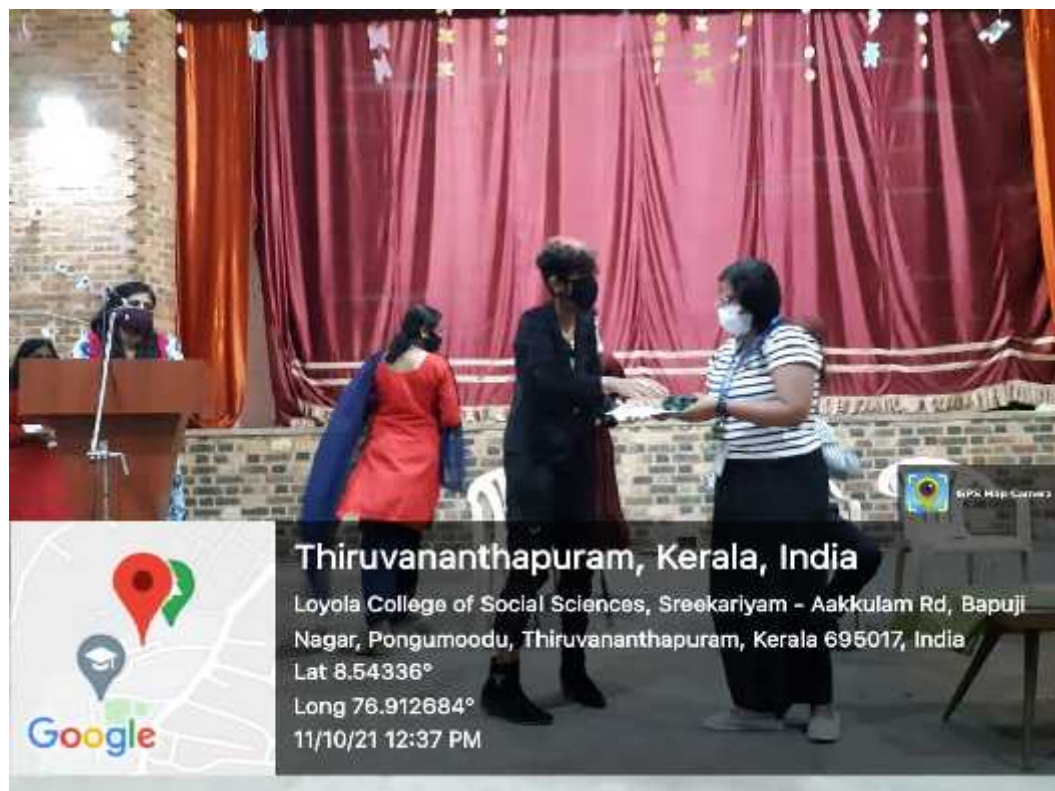 GPS Map Camera
Thiruvananthapuram, Kerala, India
Loyola College of Social Sciences, Sreekariyam - Aakkulam Rd, Bapuji
Nagar, Pongumoodu, Thiruvananthapuram, Kerala 695017, India
Lat 8.54336°
Long 76.912684°
11/10/21 12:37 PM
Google